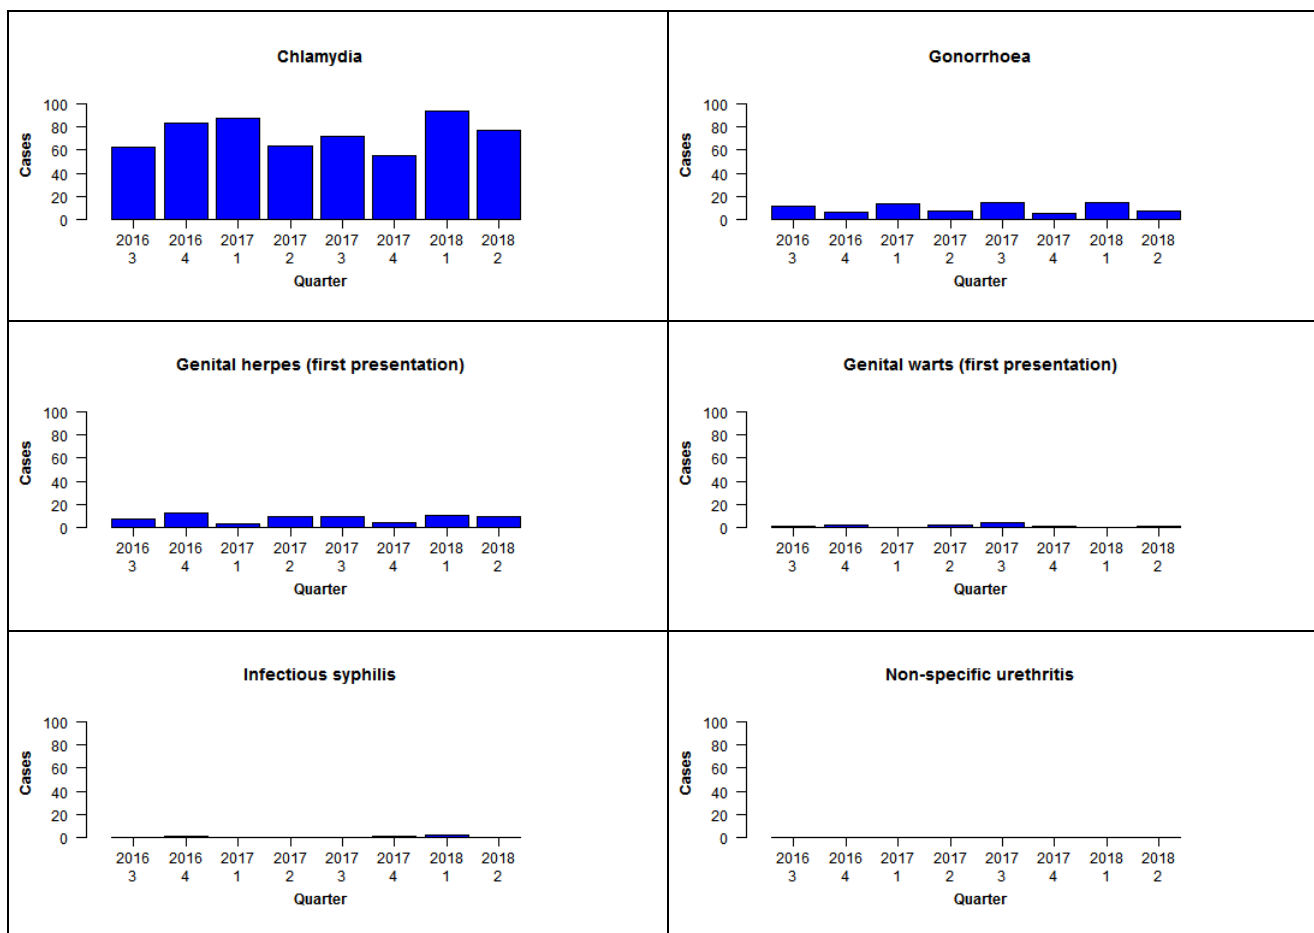 Chlamydia
100
80
60
40
20
0
Cases
2016 2016 2017 2017 2017 2017 2018 2018
3 4 1 2 3 4 1 2
Quarter
Gonorrhoea
100
80
60
40
20
0
Cases
2016 2016 2017 2017 2017 2017 2018 2018
3 4 1 2 3 4 1 2
Quarter
Genital herpes (first presentation)
100
80
60
40
20
0
Cases
2016 2016 2017 2017 2017 2017 2018 2018
3 4 1 2 3 4 1 2
Quarter
Genital warts (first presentation)
100
80
60
40
20
0
Cases
2016 2016 2017 2017 2017 2017 2018 2018
3 4 1 2 3 4 1 2
Quarter
Infectious syphilis
100
80
60
40
20
0
Cases
2016 2016 2017 2017 2017 2017 2018 2018
3 4 1 2 3 4 1 2
Quarter
Non-specific urethritis
100
80
60
40
20
0
Cases
2016 2016 2017 2017 2017 2017 2018 2018
3 4 1 2 3 4 1 2
Quarter